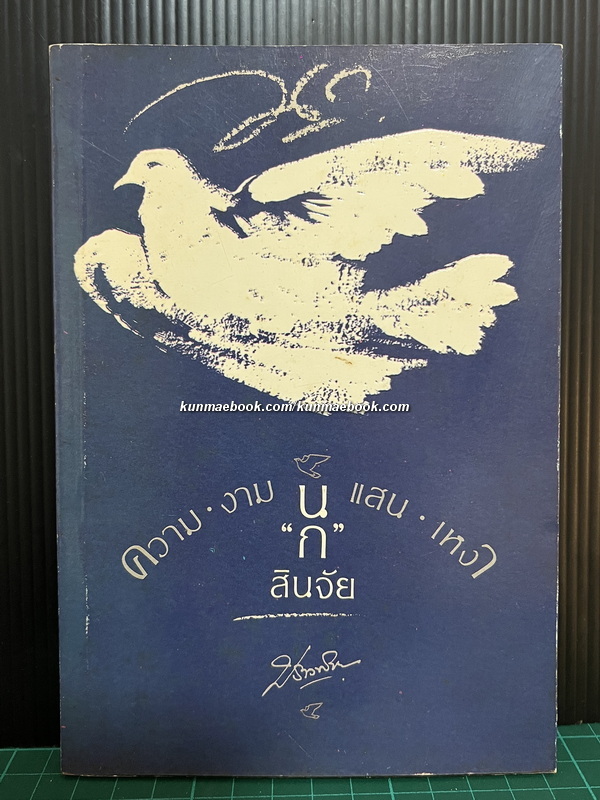 kunmaebook.com/kunmaebook.com
ความ · งาม น แสน · เหงา
“ก”
สินจัย